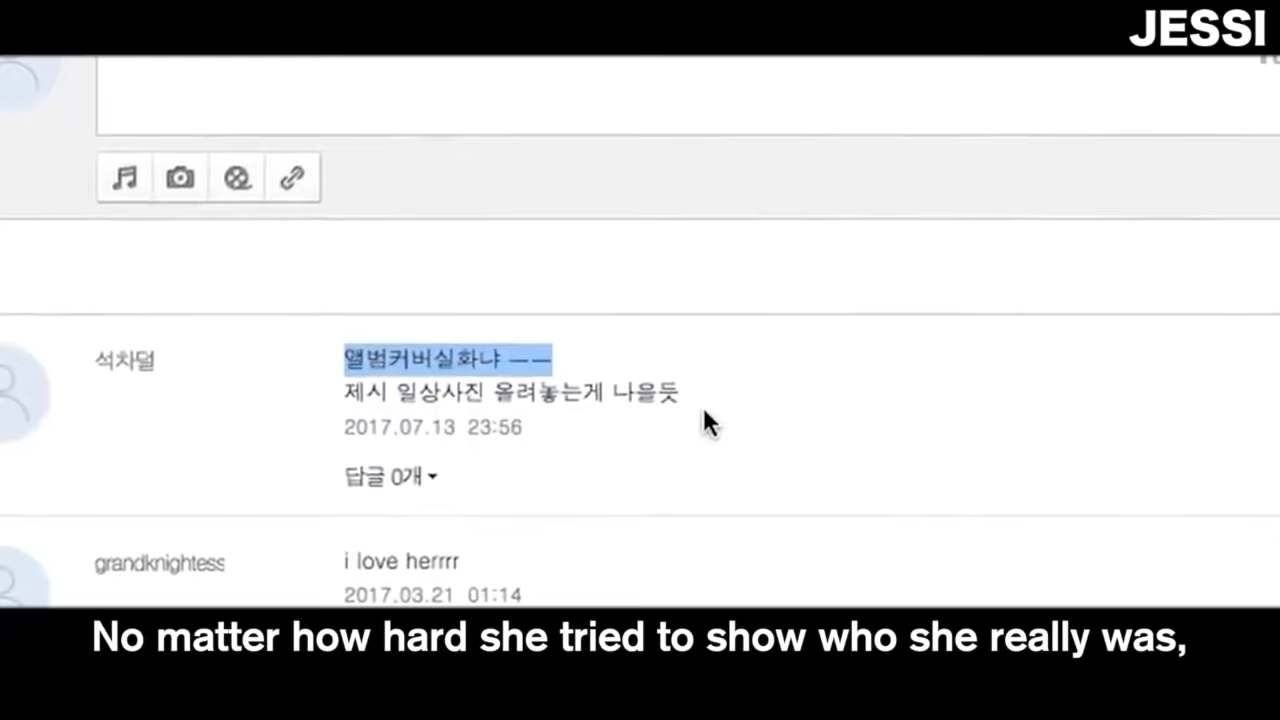 JESSI
석차덜
앨범커버실화냐 ㅡㅡ
제시 일상사진 올려놓는게 나을듯
2017.07.13 23:56
답글 0개
grandknightess
i love herrrr
2017.03.21 01:14
No matter how hard she tried to show who she really was,